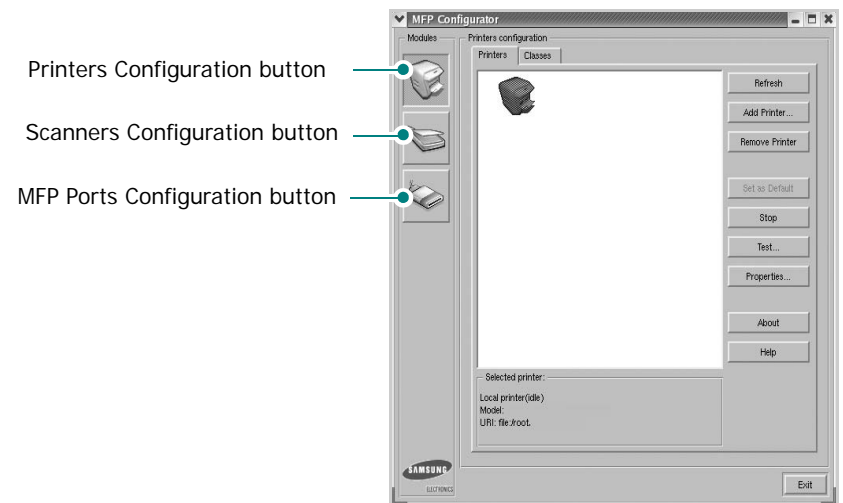 MFP Configurator
Modules
Printers configuration
Printers
Classes
Printers Configuration button
Scanners Configuration button
MFP Ports Configuration button
Refresh
Add Printer...
Remove Printer
Set as Default
Stop
Test...
Properties...
About
Help
Selected printer:
Local printer(idle)
Model:
URI: file:/root.
SAMSUNG
ELECTRONICS
Exit